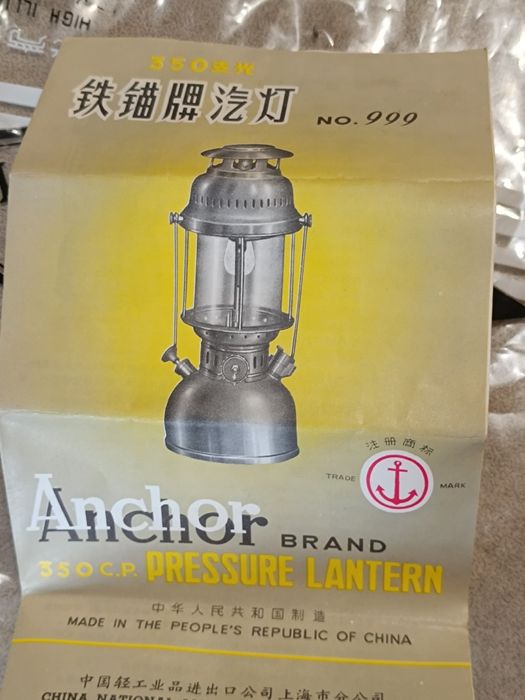 HIGH ILL
350支光
铁锚牌汽灯 NO. 999
注册商标
TRADE MARK
Anchor BRAND
350 C.P. PRESSURE LANTERN
中华人民共和国制造
MADE IN THE PEOPLE'S REPUBLIC OF CHINA
中国轻工业品进出口公司上海市分公司
CHINA NATIONAL